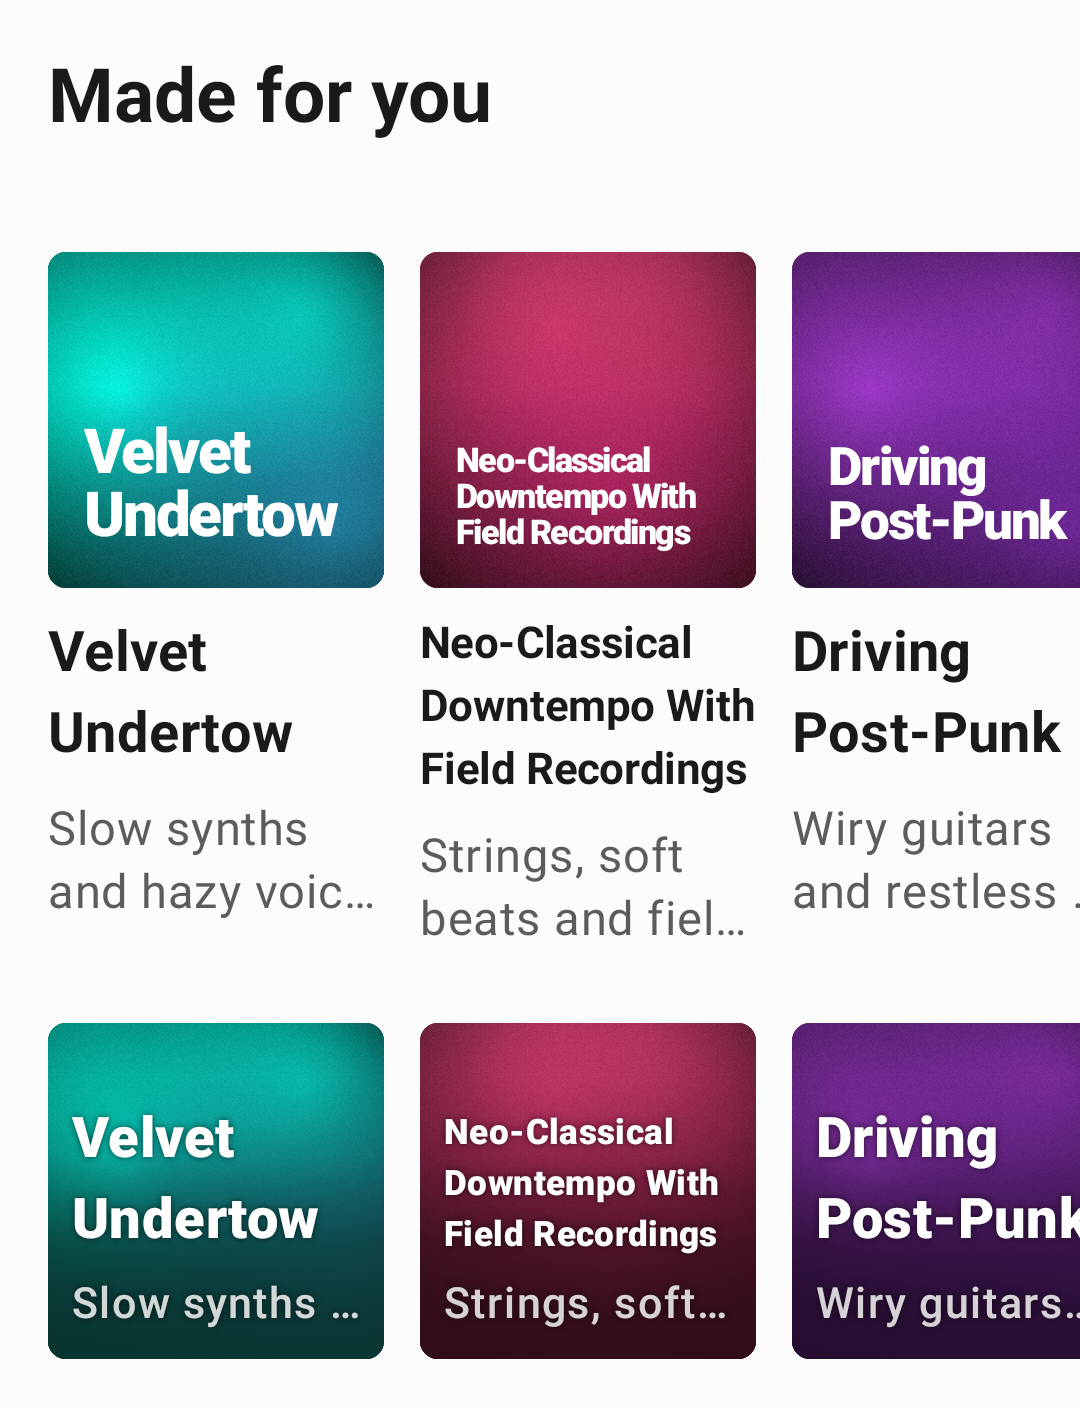 Made for you
Velvet
Undertow
Neo-Classical
Downtempo With
Field Recordings
Driving
Post-Punk
Velvet
Undertow
Slow synths
and hazy voic…
Neo-Classical
Downtempo With
Field Recordings
Strings, soft
beats and fiel…
Driving
Post-Punk
Wiry guitars
and restless .
Velvet
Undertow
Slow synths …
Neo-Classical
Downtempo With
Field Recordings
Strings, soft…
Driving
Post-Punk
Wiry guitars..